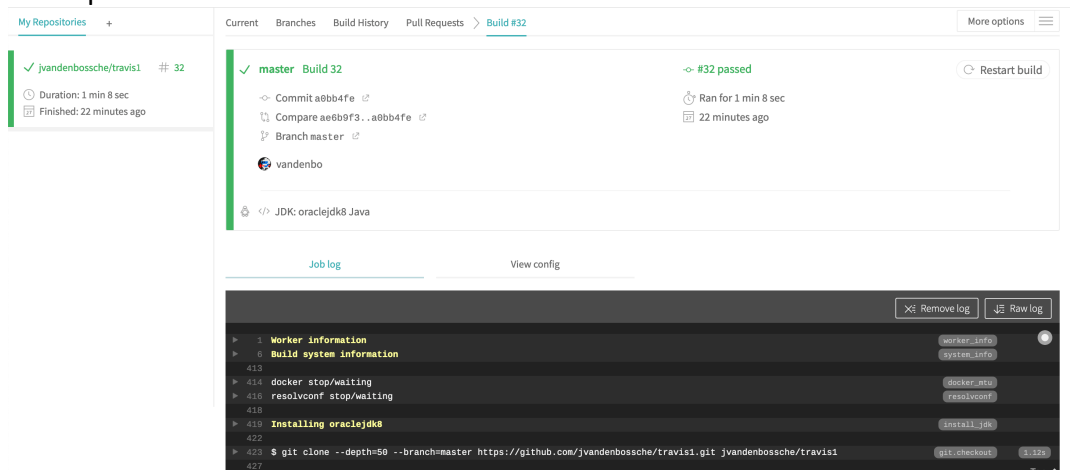 My Repositories +
Current Branches Build History Pull Requests > Build #32
More options
jvandenbossche/travis1 # 32
Duration: 1 min 8 sec
Finished: 22 minutes ago
master Build 32
Commit a0bb4fe
Compare ae6b9f3..a0bb4fe
Branch master
vandenbo
#32 passed
Ran for 1 min 8 sec
22 minutes ago
Restart build
</> JDK: oraclejdk8 Java
Job log View config
Remove log Raw log
1 Worker information worker_info
6 Build system information system_info
413
414 docker stop/waiting docker_mtu
416 resolvconf stop/waiting resolvconf
418
419 Installing oraclejdk8 install_jdk
422
423 $ git clone --depth=50 --branch=master https://github.com/jvandenbossche/travis1.git jvandenbossche/travis1 git.checkout 1.12s
427